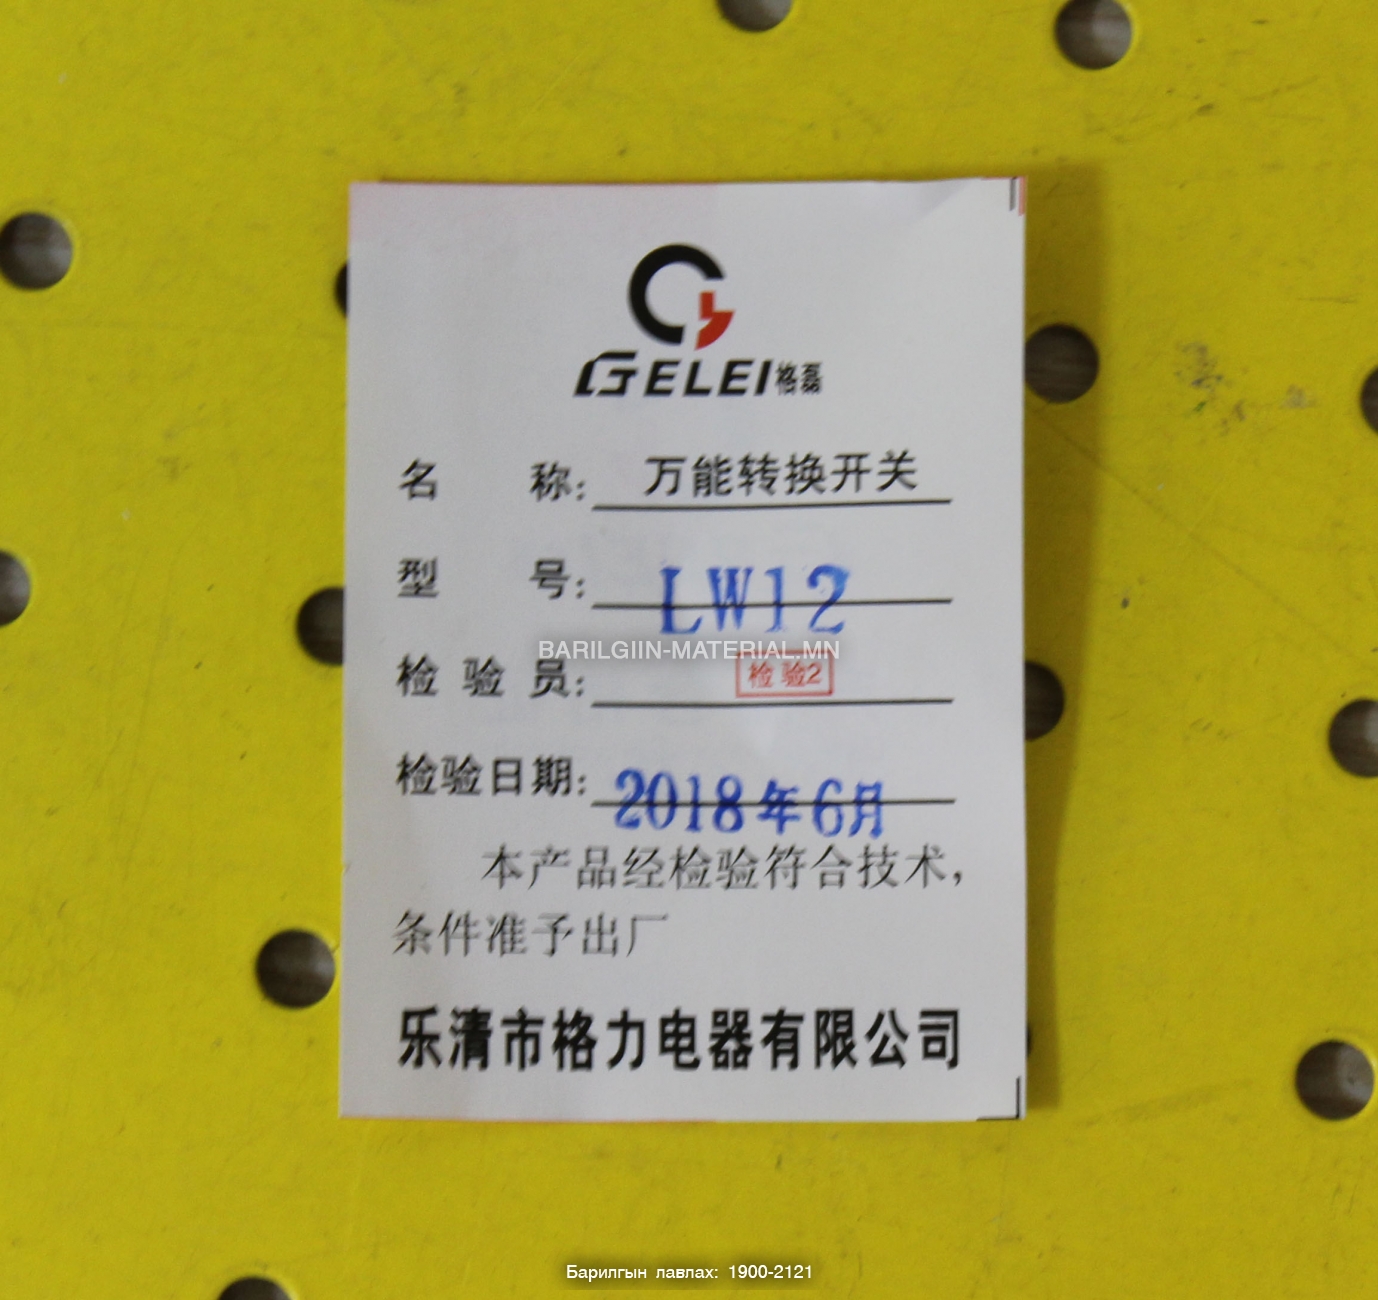 GELEI格磊
名 称: 万能转换开关
型 号: LW12
BARILGIIN-MATERIAL.MN
检 验 员: 检 验2
检验日期: 2018年6月
本产品经检验符合技术,
条件准予出厂
乐清市格力电器有限公司
Барилгын лавлах: 1900-2121